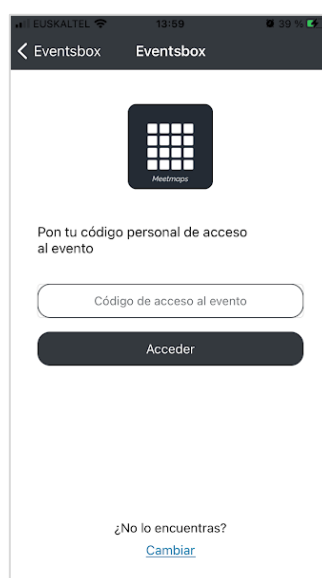 EUSKALTEL 13:59 39 %
Eventsbox Eventsbox
Meetmaps
Pon tu código personal de acceso
al evento
Código de acceso al evento
Acceder
¿No lo encuentras?
Cambiar